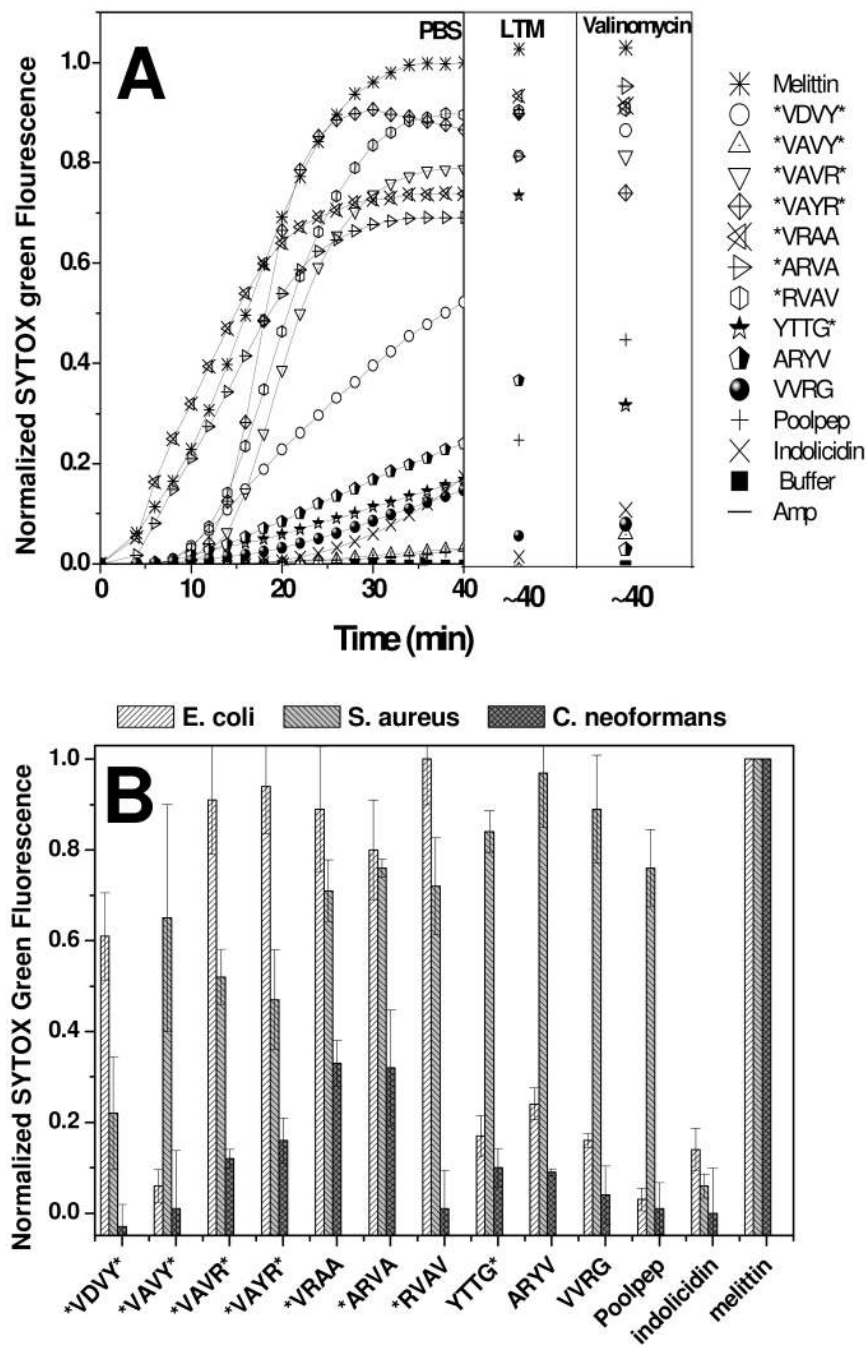 A
PBS
LTM
Valinomycin
Normalized SYTOX green Flourescence
1.0
0.8
0.6
0.4
0.2
0.0
0
10
20
30
40
~40
~40
Time (min)
Melittin
*VDVY*
*VAVY*
*VAVR*
*VAYR*
*VRAA
*ARVA
*RVAV
YTTG*
ARYV
VVRG
Poolpep
Indolicidin
Buffer
Amp
E. coli
S. aureus
C. neoformans
B
Normalized SYTOX Green Fluorescence
1.0
0.8
0.6
0.4
0.2
0.0
*VDVY*
*VAVY*
*VAVR*
*VAYR*
*VRAA
*ARVA
*RVAV
YTTG*
ARYV
VVRG
Poolpep
indolicidin
melittin